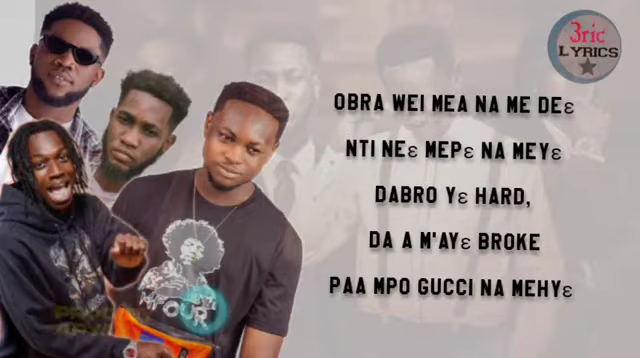 3ric
LYRICS
OBRA WEI MEA NA ME DEɛ
NTI NEɛ MEPɛ NA MEYɛ
DABRO Yɛ HARD,
DA A M'AYɛ BROKE
PAA MPO GUCCI NA MEHYɛ